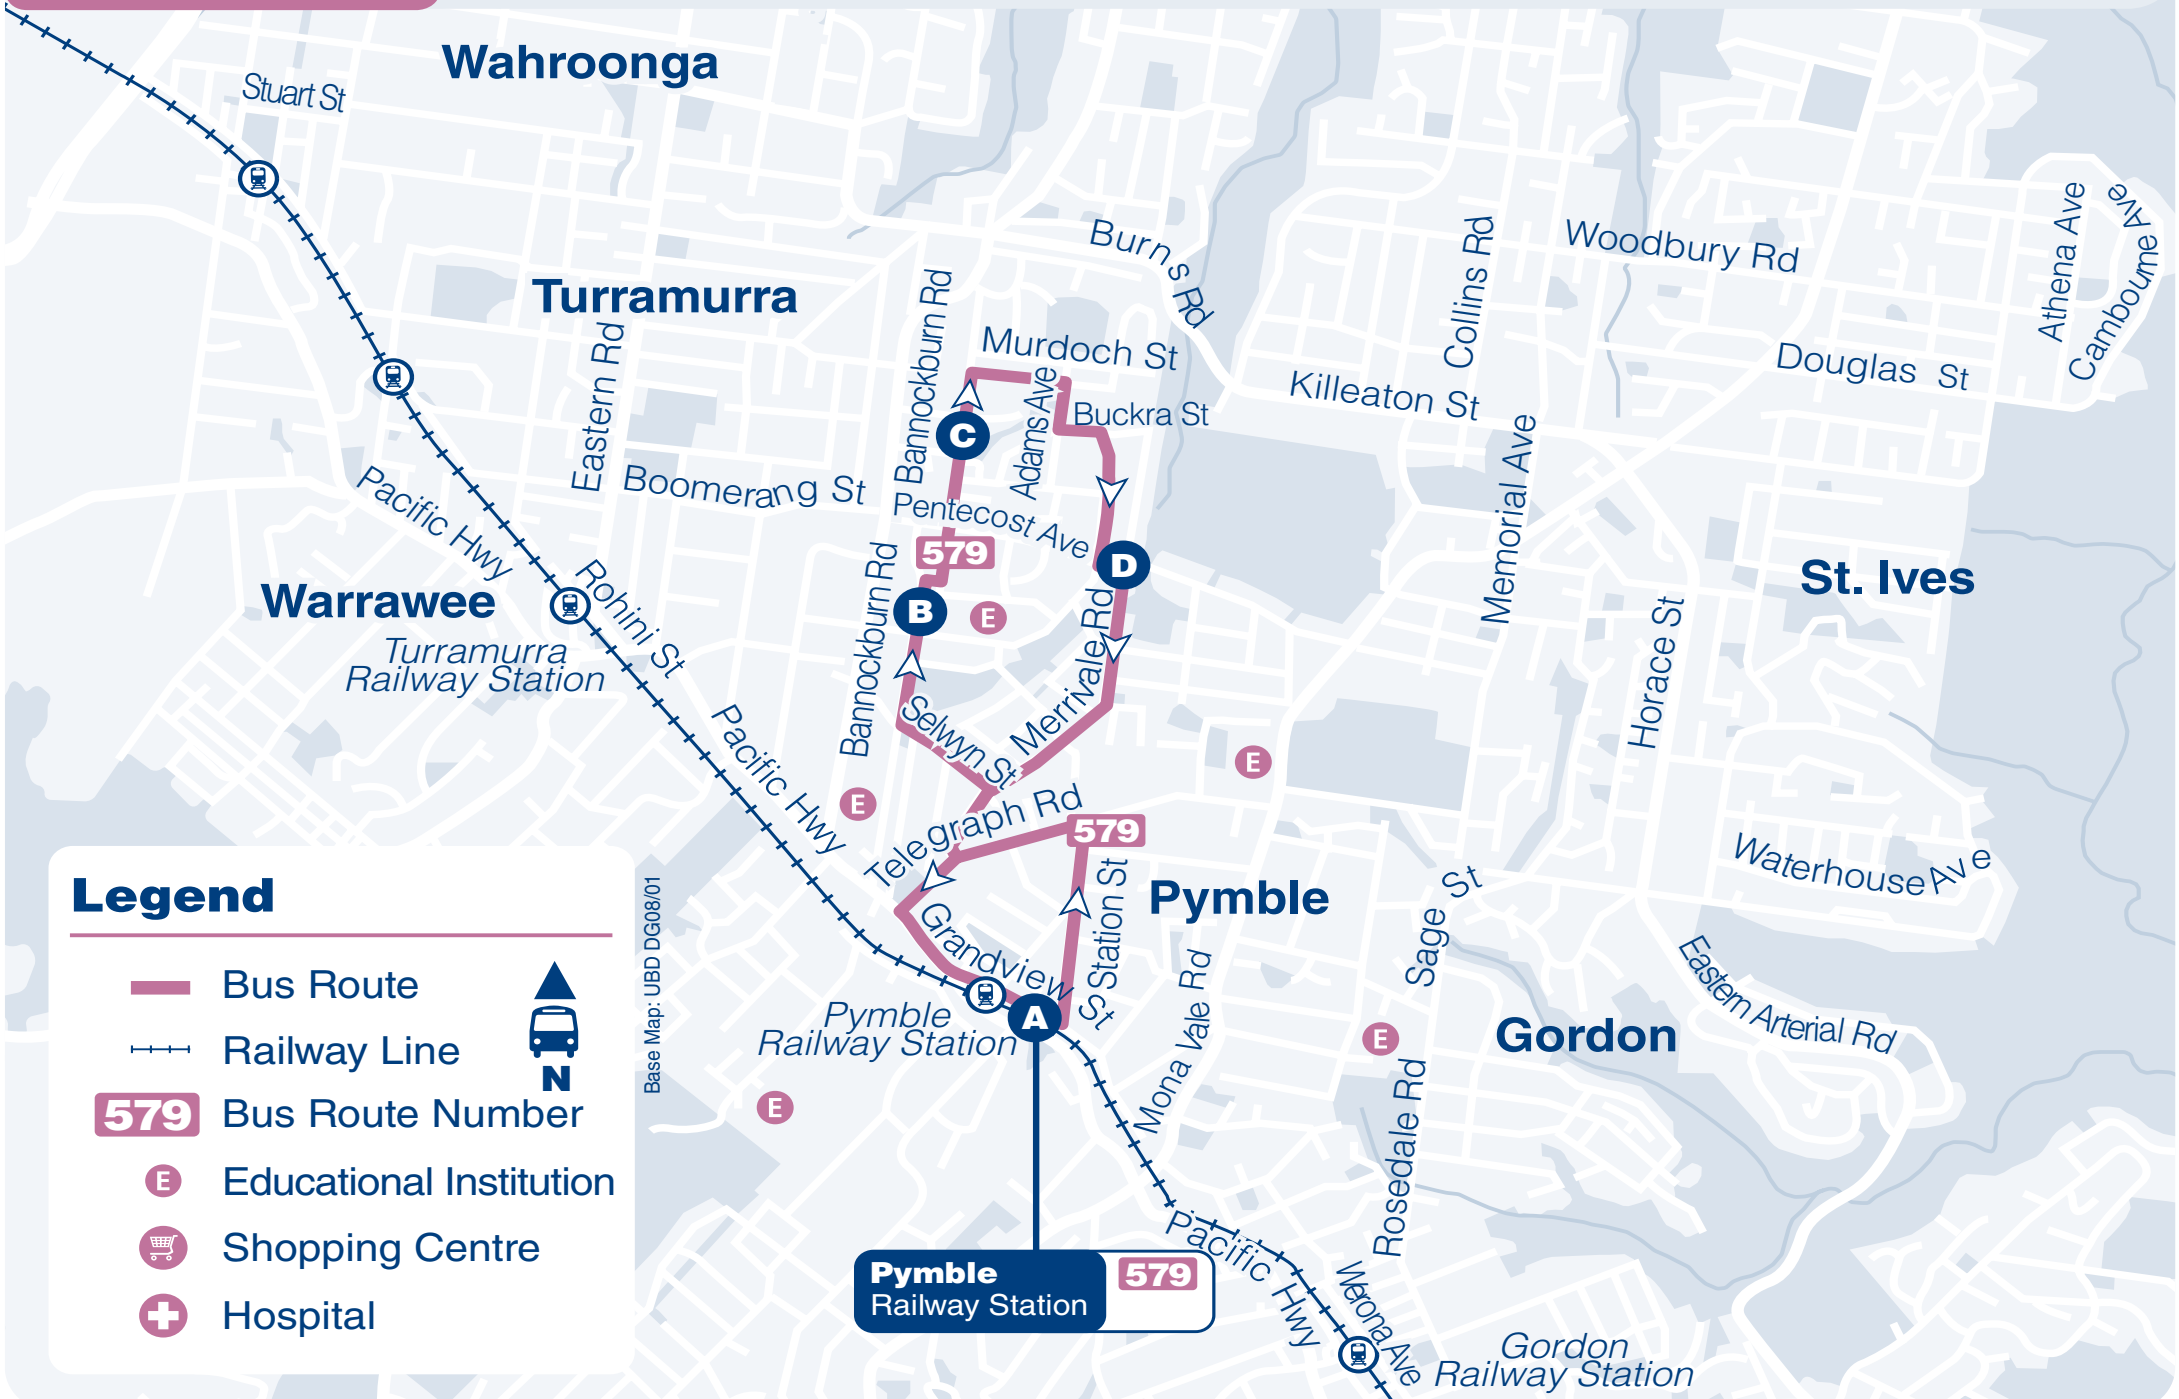 Wahroonga
Stuart St
Burns Rd
Collins Rd
Woodbury Rd
Athena Ave
Cambourne Ave
Turramurra
Eastern Rd
Bannockburn Rd
Murdoch St
Adams Ave
Buckra St
Killeaton St
Douglas St
C
Memorial Ave
Pacific Hwy
Boomerang St
Pentecost Ave
579
D
B
E
Bannockburn Rd
Rohini St
Warrawee
Turramurra
Railway Station
St. Ives
Horace St
Merrivale Rd
Selwyn St
Pacific Hwy
E
E
Telegraph Rd
579
Station St
Pymble
Waterhouse Ave
Sage St
Grandview St
Mona Vale Rd
Eastern Arterial Rd
Pymble
Railway Station
A
Gordon
E
E
Rosedale Rd
Pacific Hwy
Werona Ave
Gordon
Railway Station
Pymble
Railway Station
579
Base Map: UBD DG08/01
Legend
Bus Route
Railway Line
N
579
Bus Route Number
E
Educational Institution
Shopping Centre
Hospital